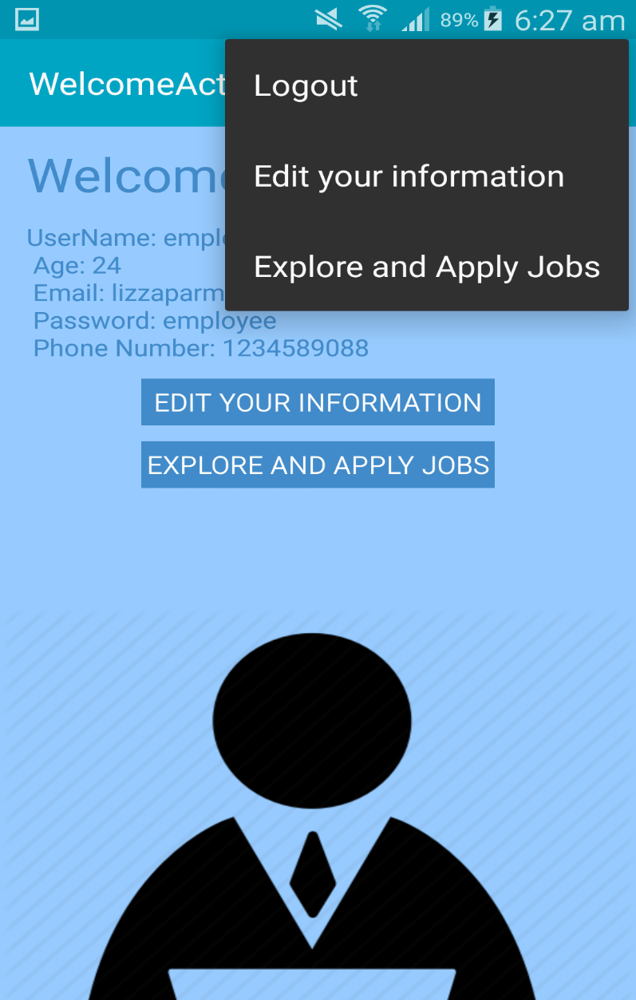 89% 6:27 am
WelcomeAct
Logout
Edit your information
Explore and Apply Jobs
Welcome
UserName: emplo
Age: 24
Email: lizzaparm
Password: employee
Phone Number: 1234589088
EDIT YOUR INFORMATION
EXPLORE AND APPLY JOBS